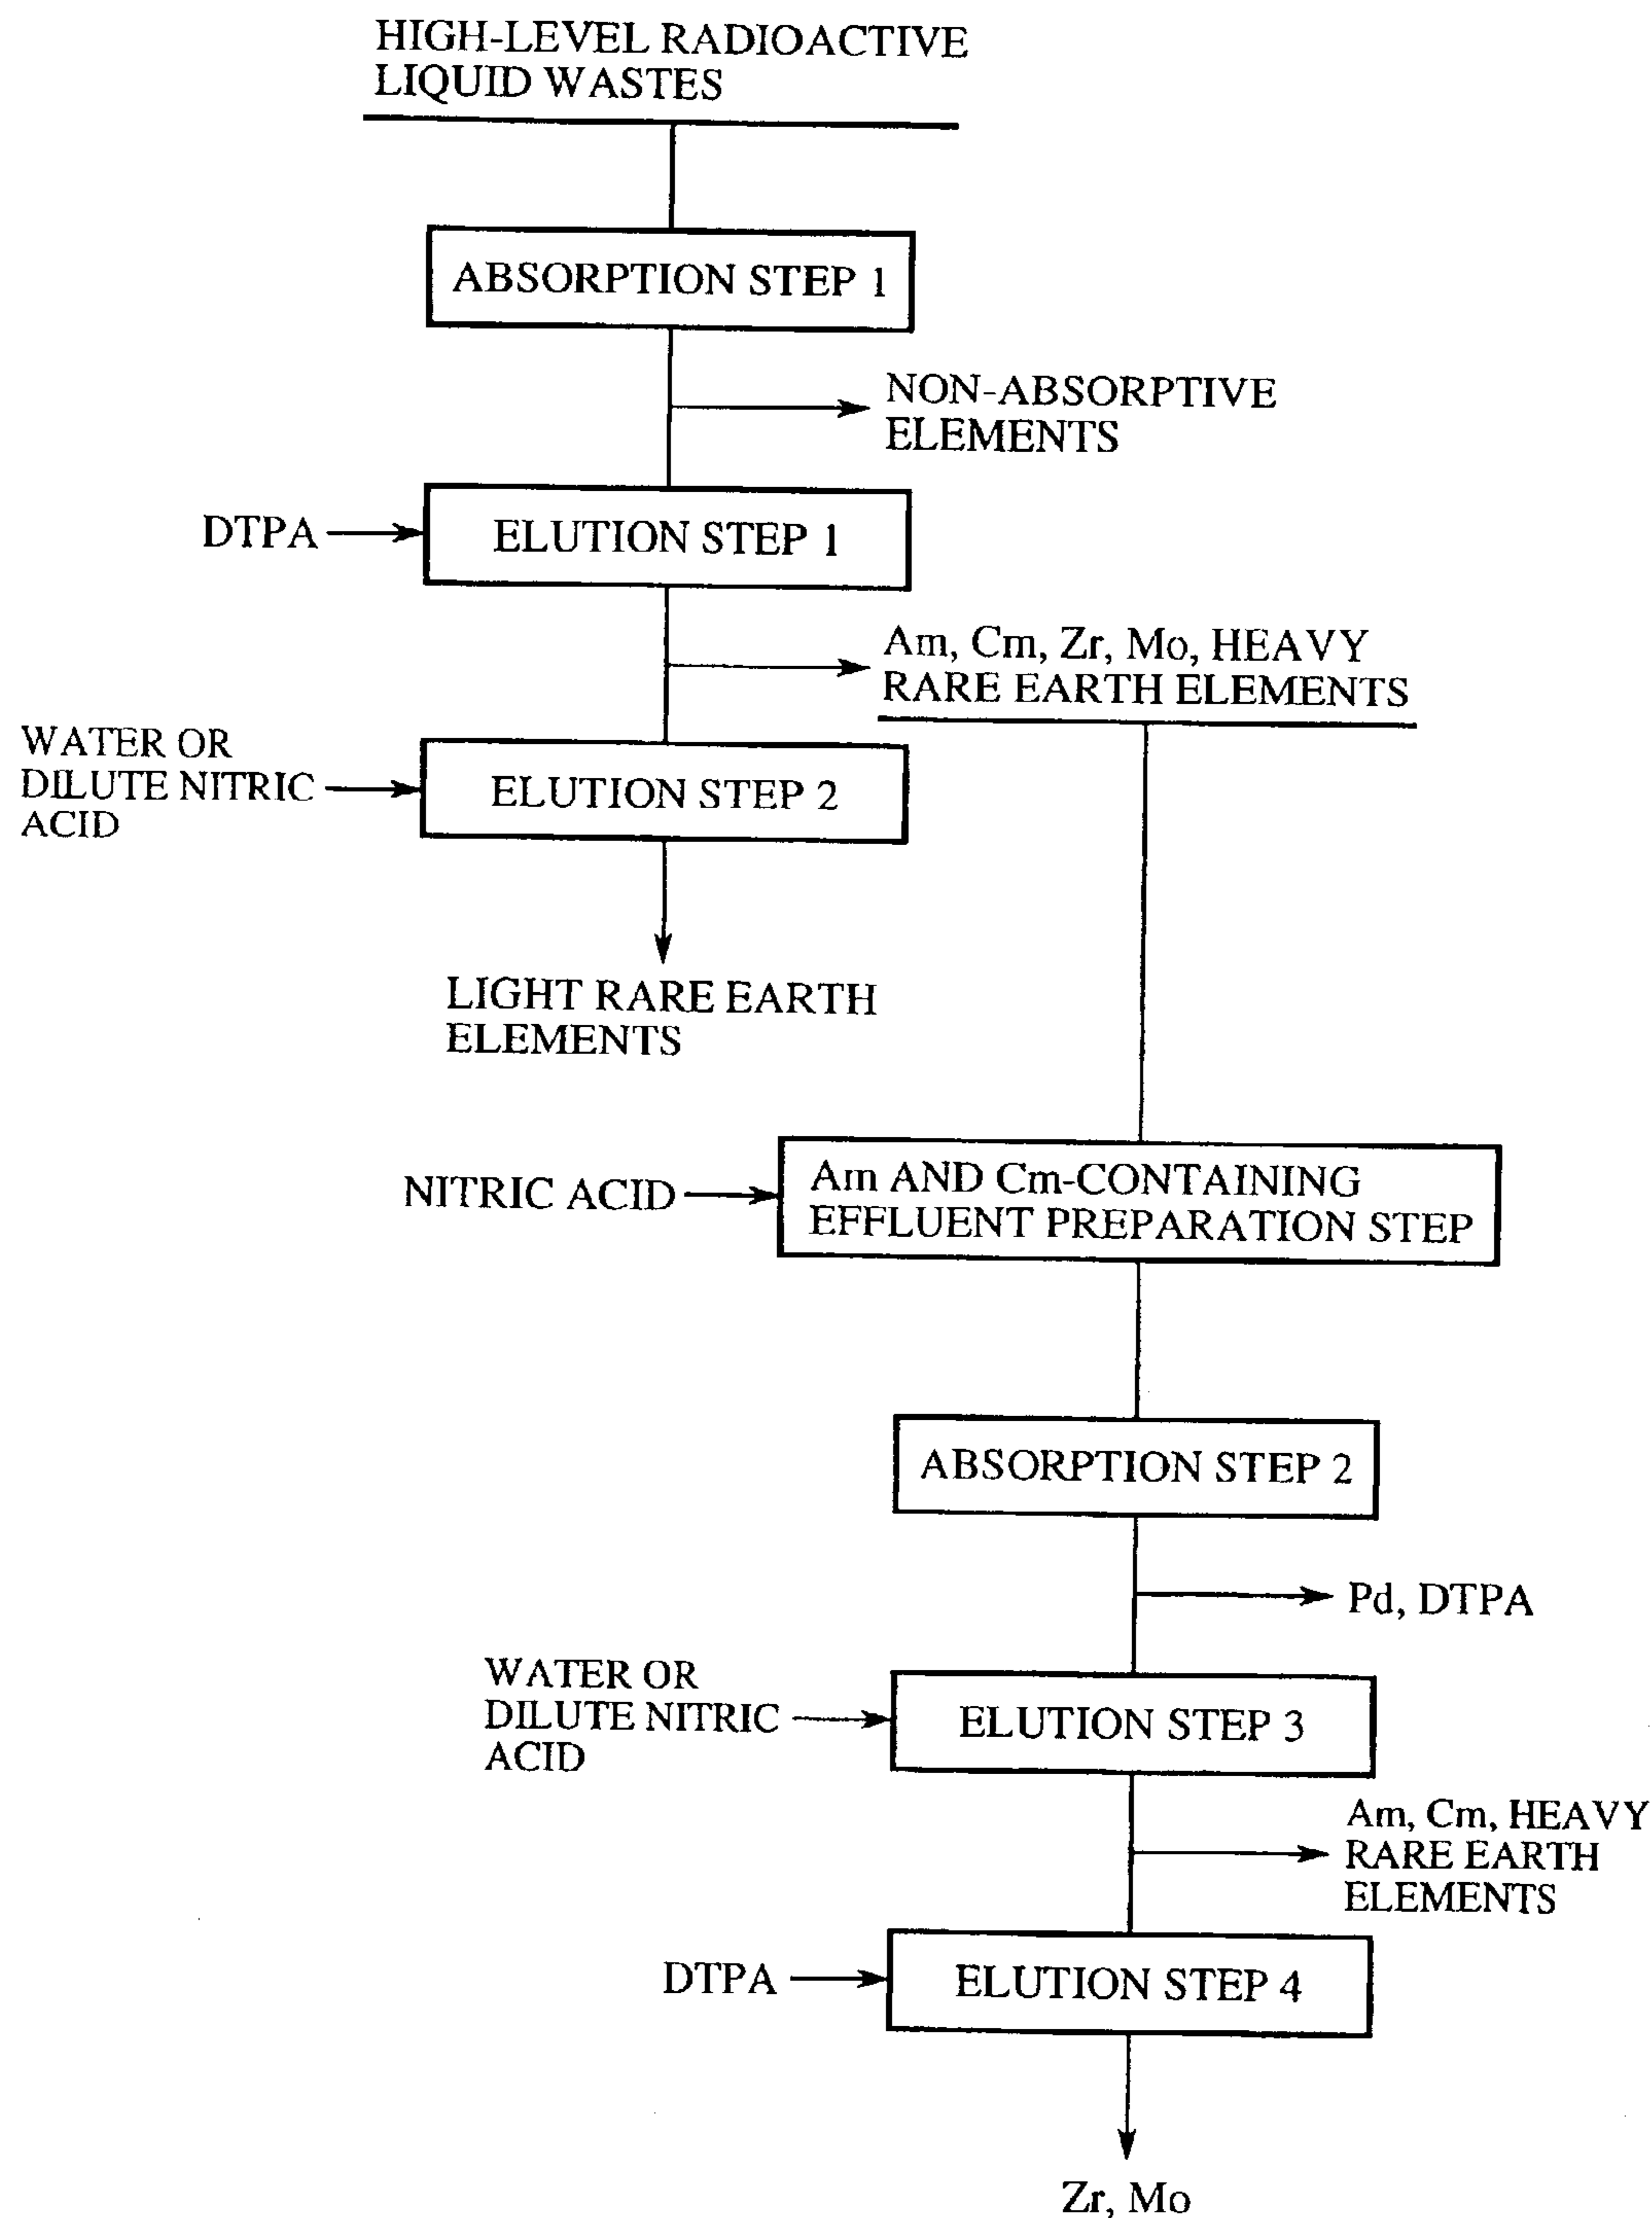 HIGH-LEVEL RADIOACTIVE
LIQUID WASTES
ABSORPTION STEP 1
NON-ABSORPTIVE
ELEMENTS
DTPA
ELUTION STEP 1
Am, Cm, Zr, Mo, HEAVY
RARE EARTH ELEMENTS
WATER OR
DILUTE NITRIC
ACID
ELUTION STEP 2
LIGHT RARE EARTH
ELEMENTS
NITRIC ACID
Am AND Cm-CONTAINING
EFFLUENT PREPARATION STEP
ABSORPTION STEP 2
Pd, DTPA
WATER OR
DILUTE NITRIC
ACID
ELUTION STEP 3
Am, Cm, HEAVY
RARE EARTH
ELEMENTS
DTPA
ELUTION STEP 4
Zr, Mo